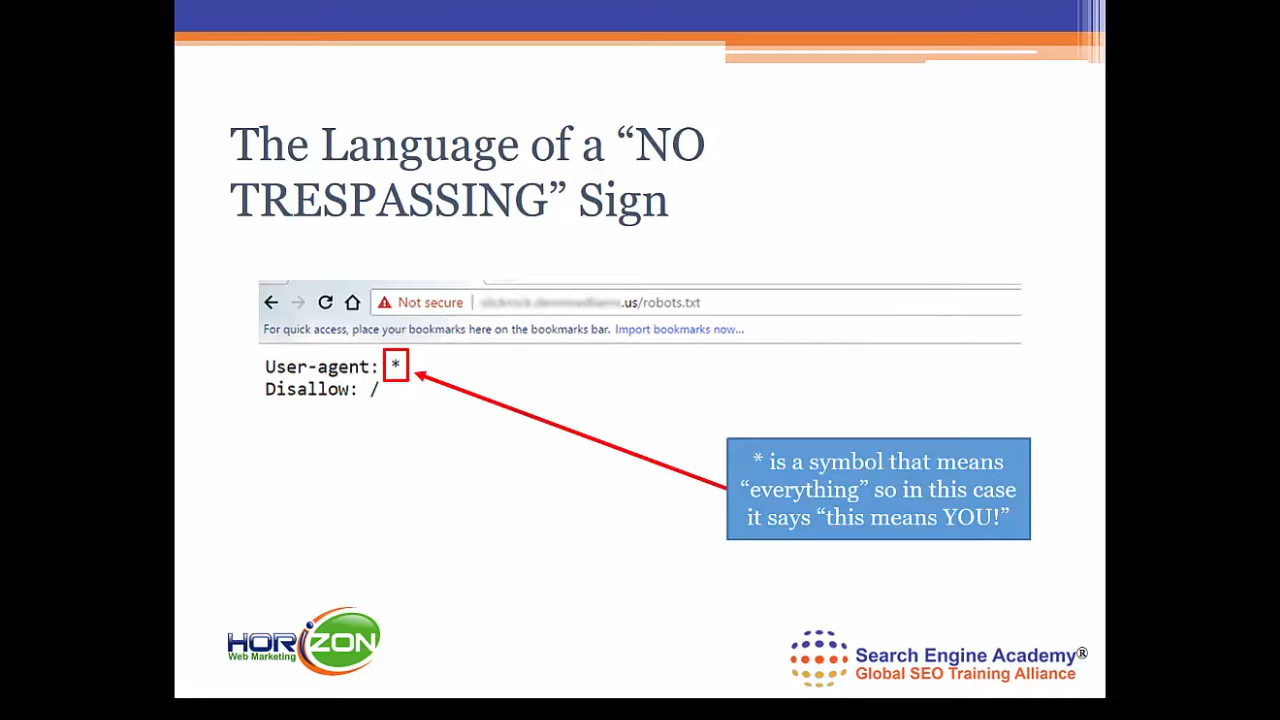 The Language of a “NO
TRESPASSING” Sign
Not secure | .us/robots.txt
For quick access, place your bookmarks here on the bookmarks bar. Import bookmarks now...
User-agent: *
Disallow: /
* is a symbol that means
“everything” so in this case
it says “this means YOU!”
HORIZON
Web Marketing
Search Engine Academy®
Global SEO Training Alliance